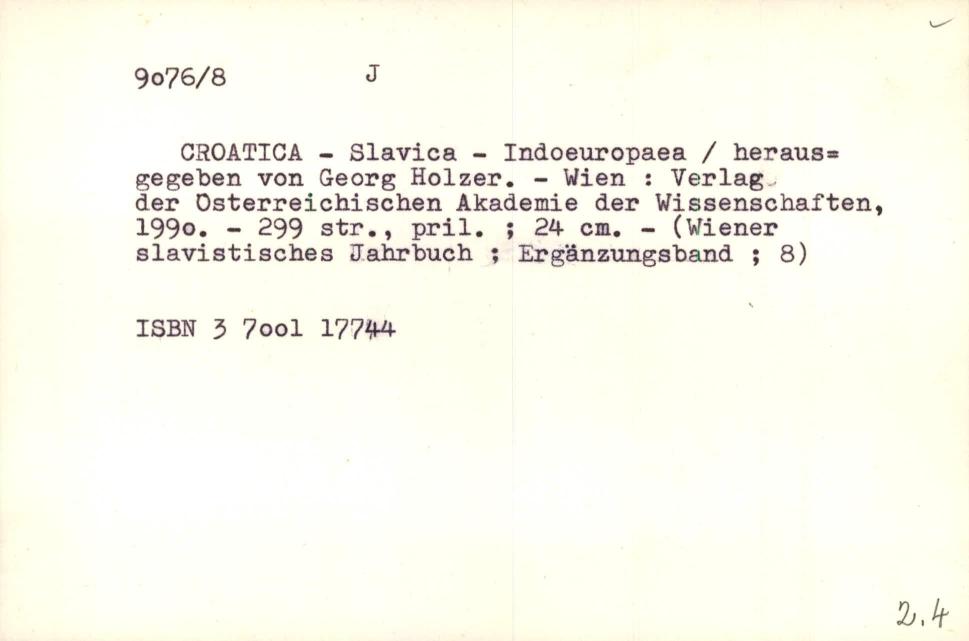 9o76/8 J
CROATICA - Slavica - Indoeuropaea / heraus=
gegeben von Georg Holzer. - Wien : Verlag
der Österreichischen Akademie der Wissenschaften,
199o. - 299 str., pril. ; 24 cm. - (Wiener
slavistisches Jahrbuch ; Ergänzungsband ; 8)
ISBN 3 7ool 17744
2.4